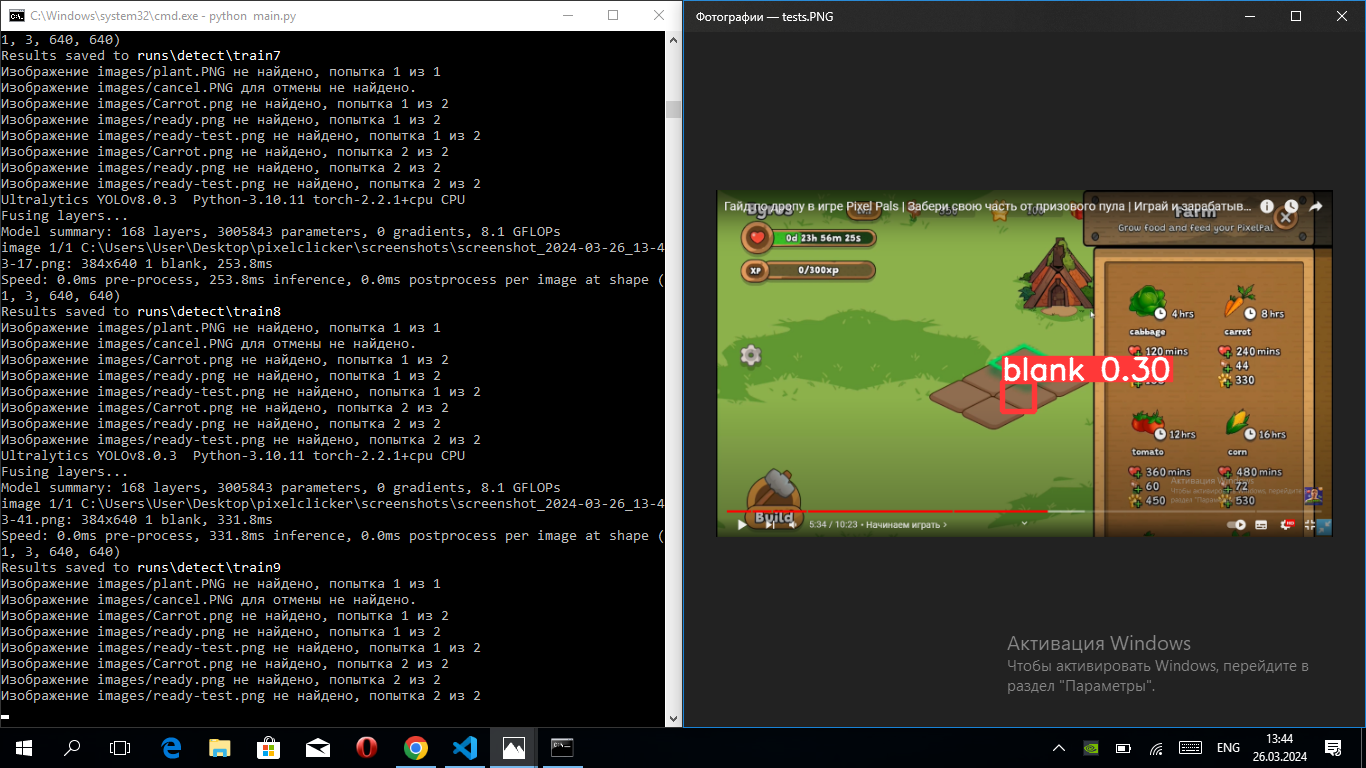 C:\Windows\system32\cmd.exe - python  main.py
1, 3, 640, 640)
Results saved to runs\detect\train7
Изображение images/plant.PNG не найдено, попытка 1 из 1
Изображение images/cancel.PNG для отмены не найдено.
Изображение images/Carrot.png не найдено, попытка 1 из 2
Изображение images/ready.png не найдено, попытка 1 из 2
Изображение images/ready-test.png не найдено, попытка 1 из 2
Изображение images/Carrot.png не найдено, попытка 2 из 2
Изображение images/ready.png не найдено, попытка 2 из 2
Изображение images/ready-test.png не найдено, попытка 2 из 2
Ultralytics YOLOv8.0.3  Python-3.10.11 torch-2.2.1+cpu CPU
Fusing layers...
Model summary: 168 layers, 3005843 parameters, 0 gradients, 8.1 GFLOPs
image 1/1 C:\Users\User\Desktop\pixelclicker\screenshots\screenshot_2024-03-26_13-4
3-17.png: 384x640 1 blank, 253.8ms
Speed: 0.0ms pre-process, 253.8ms inference, 0.0ms postprocess per image at shape (
1, 3, 640, 640)
Results saved to runs\detect\train8
Изображение images/plant.PNG не найдено, попытка 1 из 1
Изображение images/cancel.PNG для отмены не найдено.
Изображение images/Carrot.png не найдено, попытка 1 из 2
Изображение images/ready.png не найдено, попытка 1 из 2
Изображение images/ready-test.png не найдено, попытка 1 из 2
Изображение images/Carrot.png не найдено, попытка 2 из 2
Изображение images/ready.png не найдено, попытка 2 из 2
Изображение images/ready-test.png не найдено, попытка 2 из 2
Ultralytics YOLOv8.0.3  Python-3.10.11 torch-2.2.1+cpu CPU
Fusing layers...
Model summary: 168 layers, 3005843 parameters, 0 gradients, 8.1 GFLOPs
image 1/1 C:\Users\User\Desktop\pixelclicker\screenshots\screenshot_2024-03-26_13-4
3-41.png: 384x640 1 blank, 331.8ms
Speed: 0.0ms pre-process, 331.8ms inference, 0.0ms postprocess per image at shape (
1, 3, 640, 640)
Results saved to runs\detect\train9
Изображение images/plant.PNG не найдено, попытка 1 из 1
Изображение images/cancel.PNG для отмены не найдено.
Изображение images/Carrot.png не найдено, попытка 1 из 2
Изображение images/ready.png не найдено, попытка 1 из 2
Изображение images/ready-test.png не найдено, попытка 1 из 2
Изображение images/Carrot.png не найдено, попытка 2 из 2
Изображение images/ready.png не найдено, попытка 2 из 2
Изображение images/ready-test.png не найдено, попытка 2 из 2
Фотографии — tests.PNG
Гайд по дропу в игре Pixel Pals | Забери свою часть от призового пула | Играй и зарабатыв...
Farm
Grow food and feed your PixelPal
0d 23h 56m 25s
XP 0/300xp
4 hrs
8 hrs
cabbage
carrot
120 mins
240 mins
44
330
blank 0.30
12 hrs
16 hrs
tomato
corn
360 mins
480 mins
60
72
450
530
Активация Windows
Build
5:34 / 10:23 • Начинаем играть ›
Активация Windows
Чтобы активировать Windows, перейдите в
раздел "Параметры".
ENG
13:44
26.03.2024